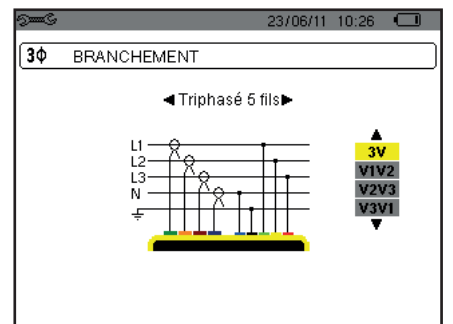 23/06/11 10:26
3ϕ BRANCHEMENT
◄Triphasé 5 fils►
L1
L2
L3
N
3V
V1V2
V2V3
V3V1